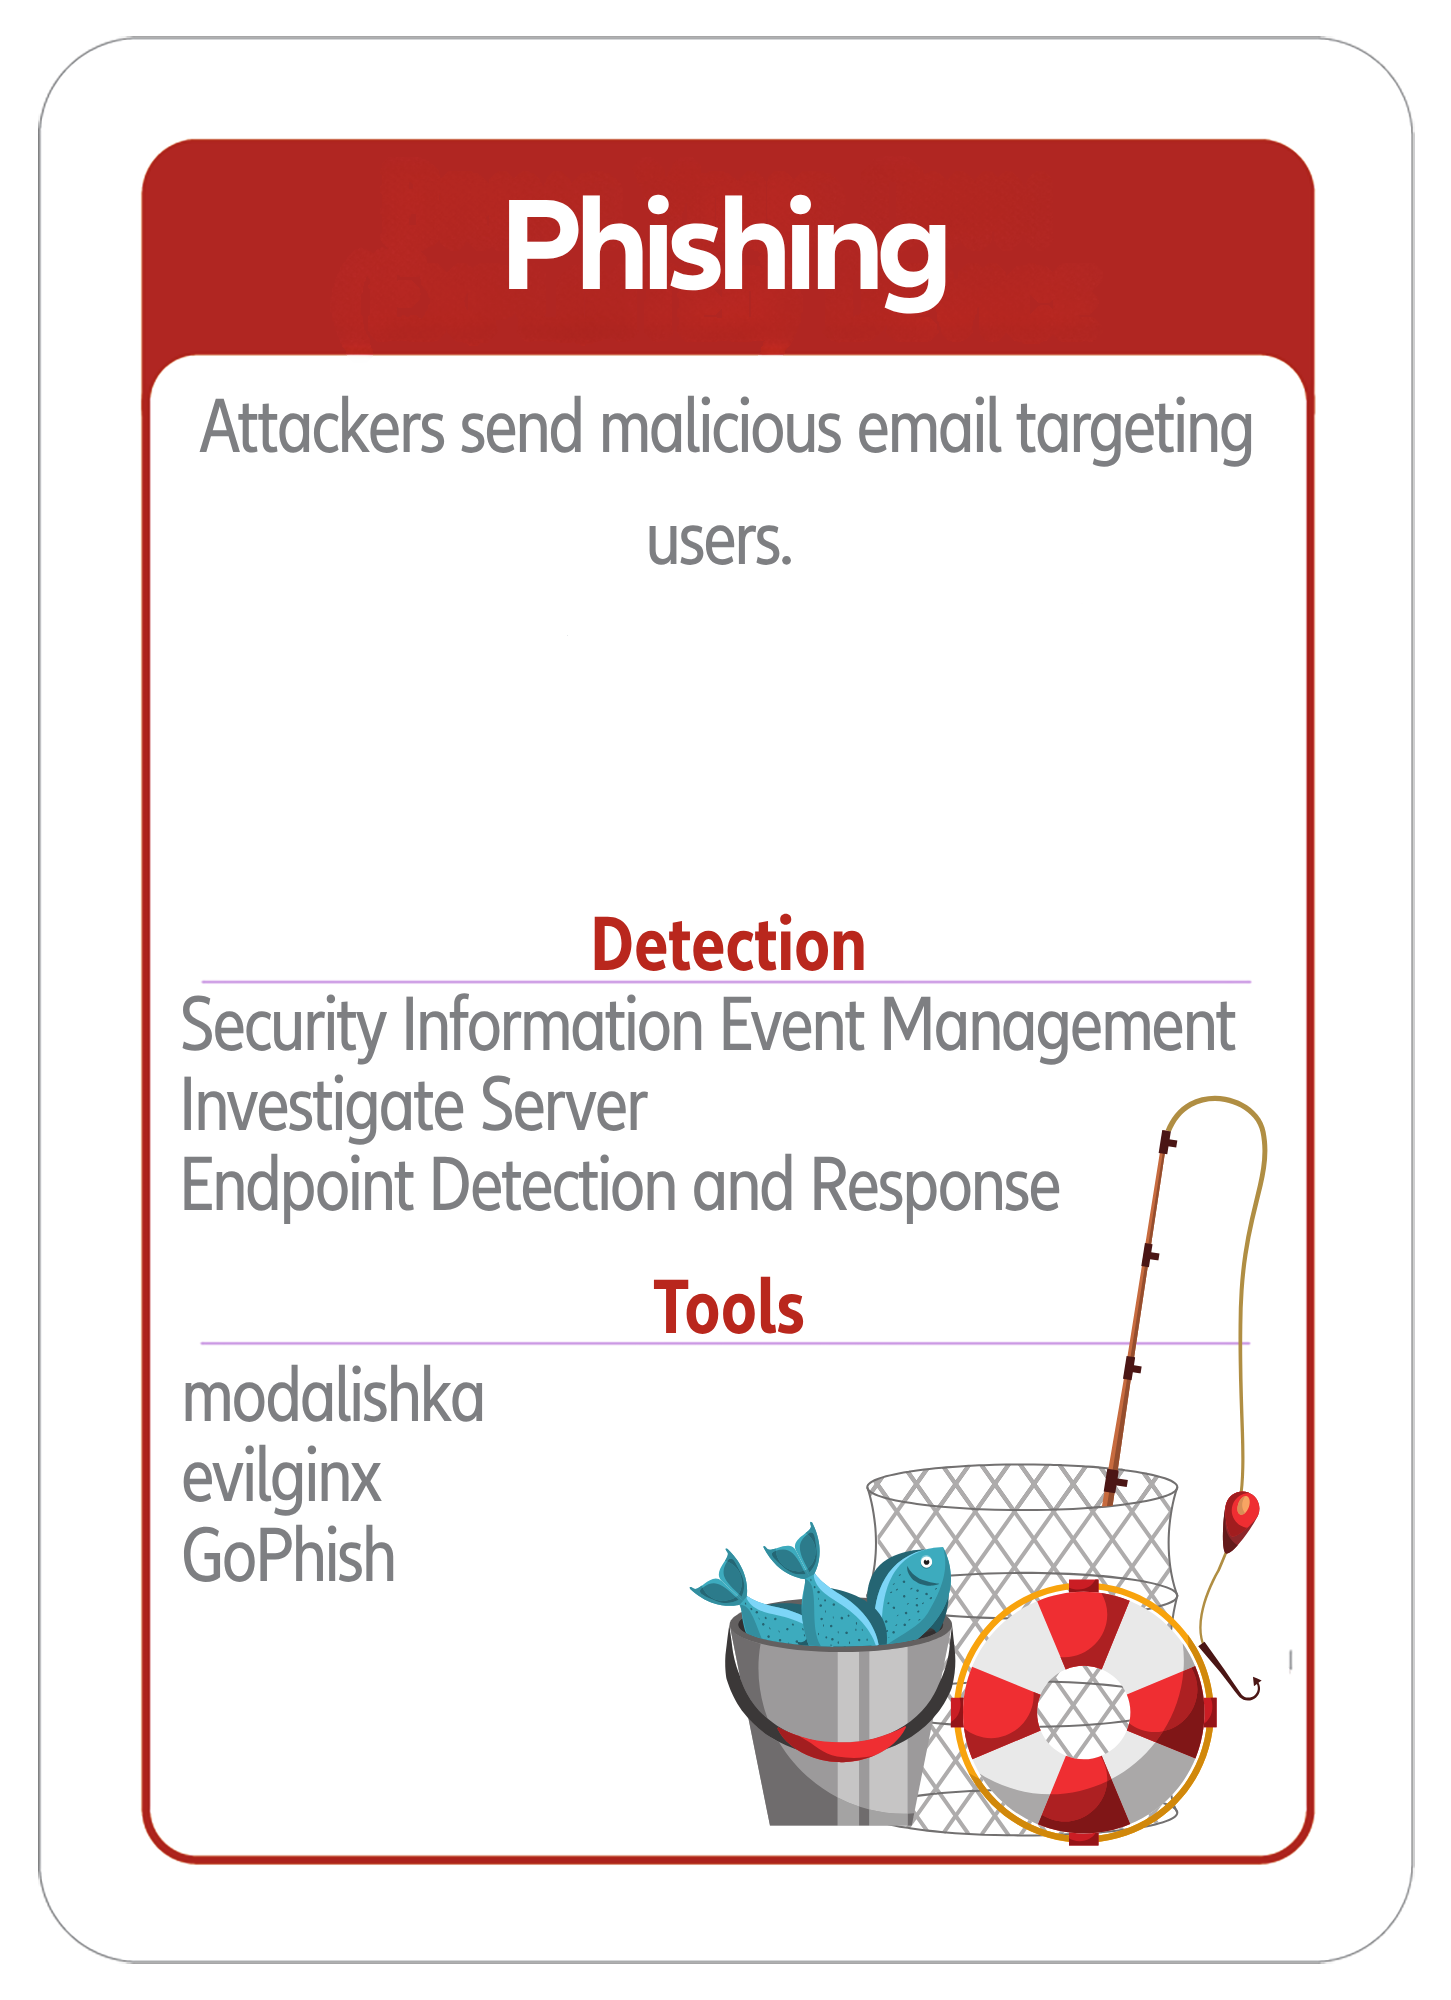 Phishing
Attackers send malicious email targeting
users.
Detection
Security Information Event Management
Investigate Server
Endpoint Detection and Response
Tools
modalishka
evilginx
GoPhish